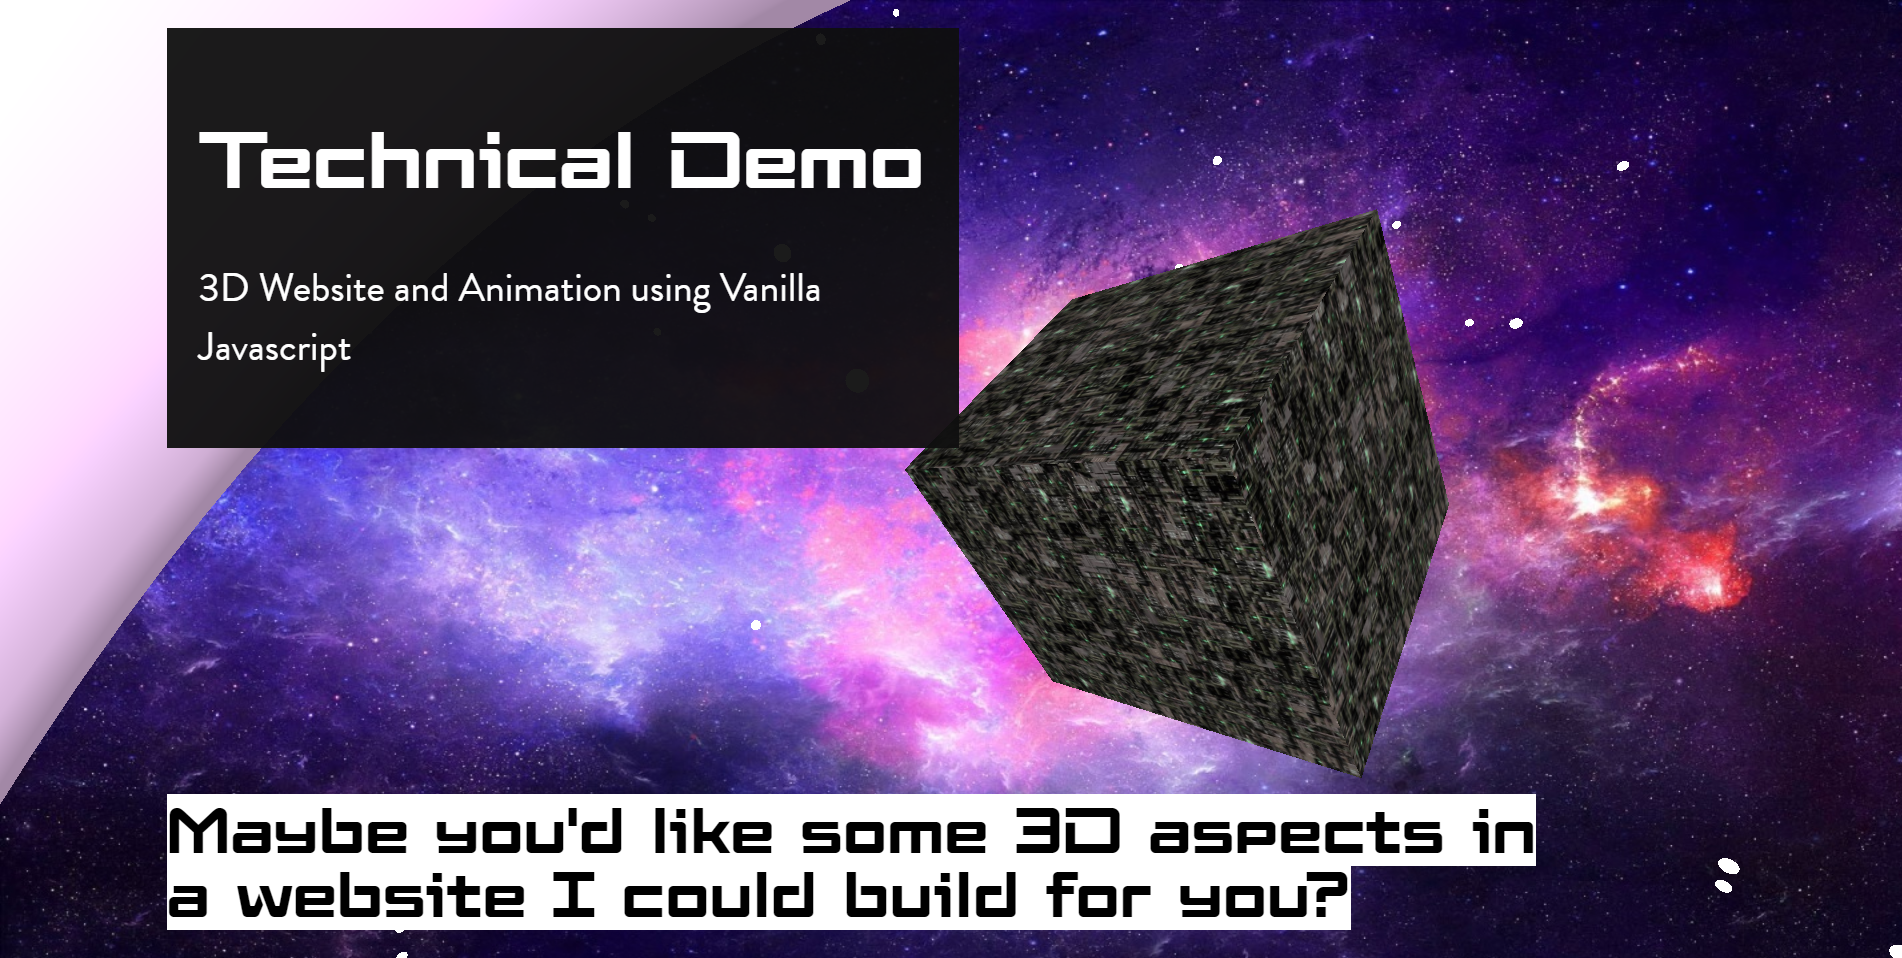 Technical Demo
3D Website and Animation using Vanilla
Javascript
Maybe you'd like some 3D aspects in
a website I could build for you?